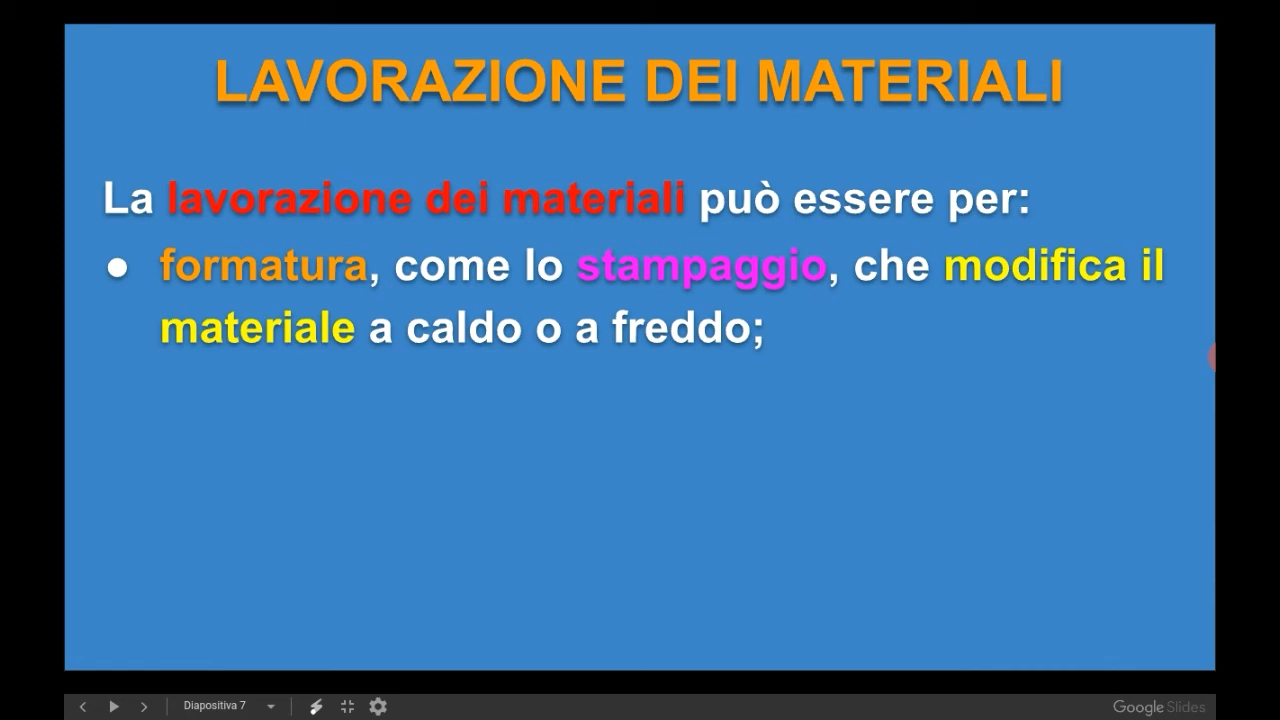 LAVORAZIONE DEI MATERIALI
La lavorazione dei materiali può essere per:
● formatura, come lo stampaggio, che modifica il
materiale a caldo o a freddo;
Diapositiva 7
Google Slides